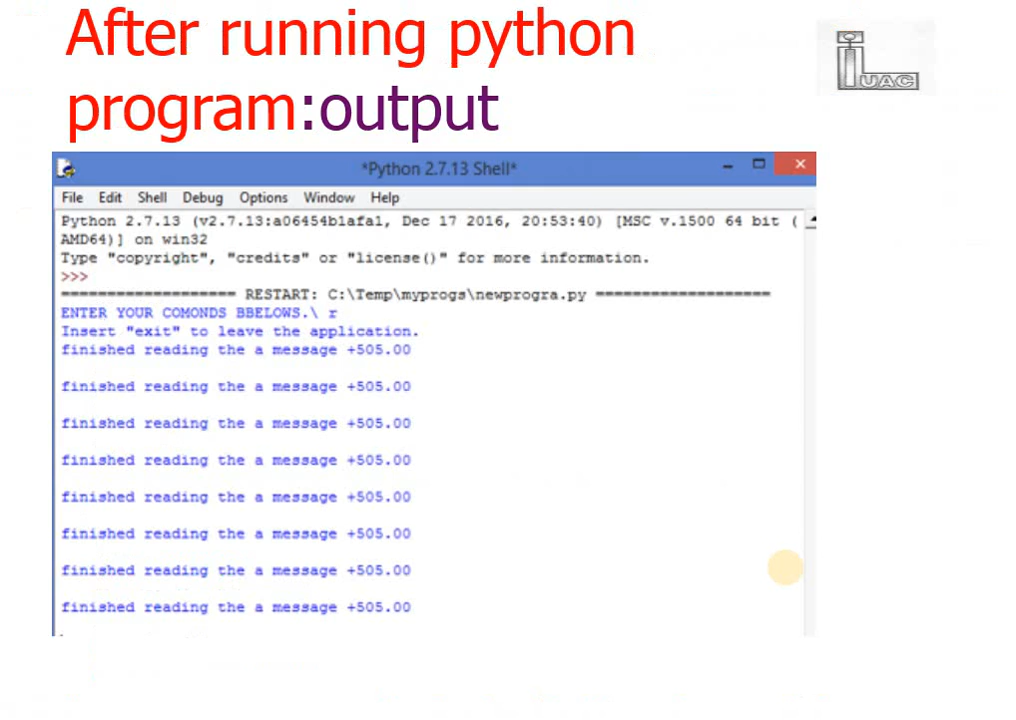 After running python
program:output
UAC
*Python 2.7.13 Shell*
File Edit Shell Debug Options Window Help
Python 2.7.13 (v2.7.13:a06454b1afa1, Dec 17 2016, 20:53:40) [MSC v.1500 64 bit (
AMD64)] on win32
Type "copyright", "credits" or "license()" for more information.
>>>
=================== RESTART: C:\Temp\myprogs\newprogra.py ===================
ENTER YOUR COMONDS BBELOWS.\ r
Insert "exit" to leave the application.
finished reading the a message +505.00
finished reading the a message +505.00
finished reading the a message +505.00
finished reading the a message +505.00
finished reading the a message +505.00
finished reading the a message +505.00
finished reading the a message +505.00
finished reading the a message +505.00